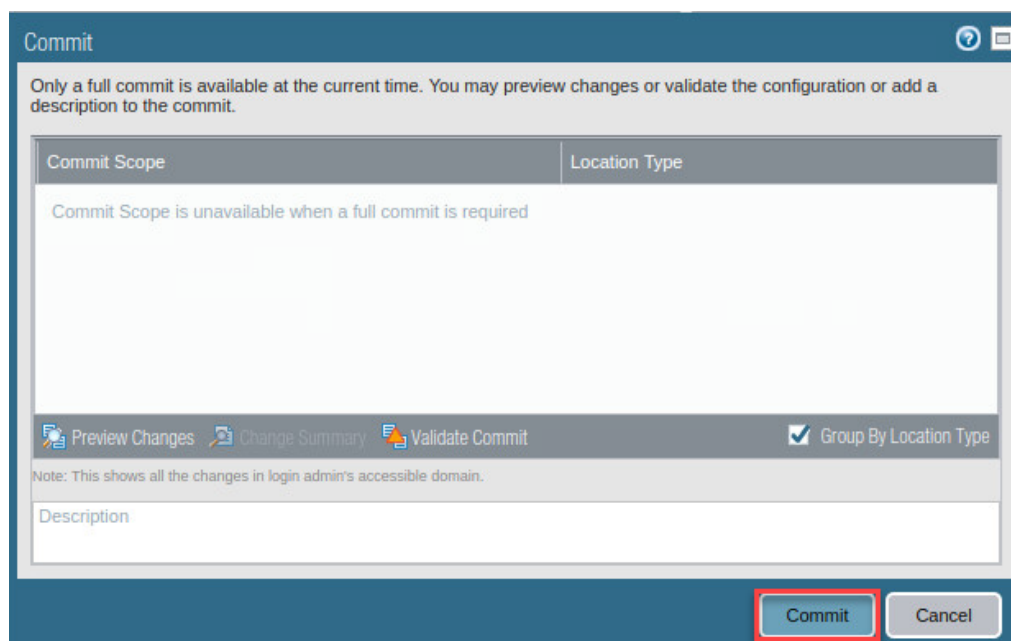 Commit
Only a full commit is available at the current time. You may preview changes or validate the configuration or add a
description to the commit.
Commit Scope Location Type
Commit Scope is unavailable when a full commit is required
Preview Changes Change Summary Validate Commit Group By Location Type
Note: This shows all the changes in login admin's accessible domain.
Description
Commit Cancel